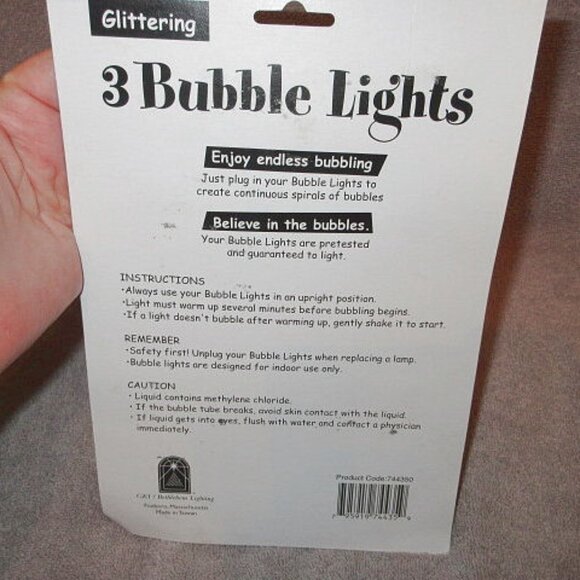 Glittering
3 Bubble Lights
Enjoy endless bubbling
Just plug in your Bubble Lights to
create continuous spirals of bubbles
Believe in the bubbles.
Your Bubble Lights are pretested
and guaranteed to light.
INSTRUCTIONS
•Always use your Bubble Lights in an upright position.
•Light must warm up several minutes before bubbling begins.
•If a light doesn't bubble after warming up, gently shake it to start.
REMEMBER
•Safety first! Unplug your Bubble Lights when replacing a lamp.
•Bubble lights are designed for indoor use only.
CAUTION
• Liquid contains methylene chloride.
• If the bubble tube breaks, avoid skin contact with the liquid.
• If liquid gets into eyes, flush with water and contact a physician
immediately.
Product Code:744350
GKI / Bethlehem Lighting
Massachusetts
Made in Taiwan